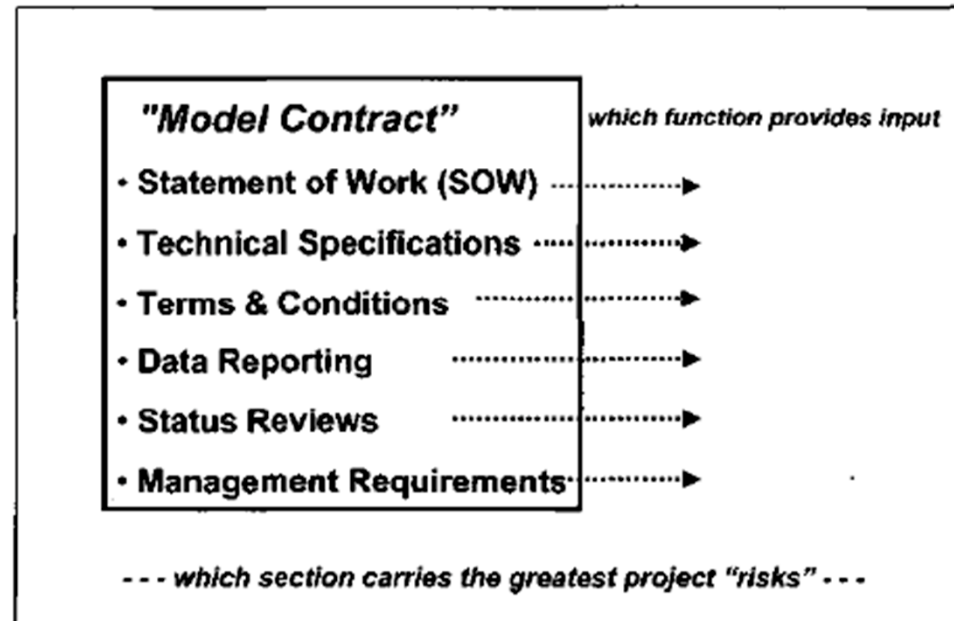 "Model Contract”
which function provides input
• Statement of Work (SOW)
• Technical Specifications
• Terms & Conditions
• Data Reporting
• Status Reviews
• Management Requirements
- - - which section carries the greatest project “risks” - - -